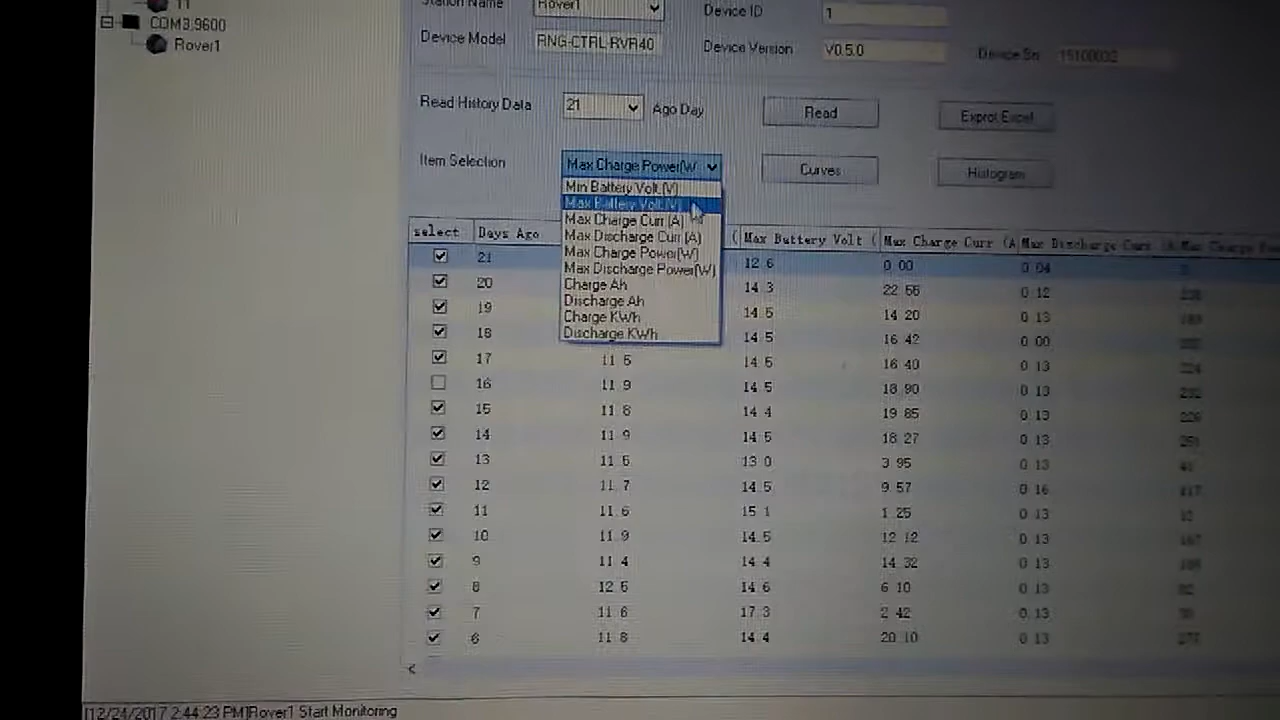 11
COM3,9600
Rover1
Station Name Rover1 Device ID 1
Device Model RNG-CTRL-RVR40 Device Version V0.5.0 Device Sn
Read History Data 21 Ago Day Read Exprot Excel
Item Selection Max Charge Power(W Curves Histogram
Min Battery Volt.(V)
Max Battery Volt.(V)
Max Charge Curr.(A)
Max Discharge Curr.(A)
Max Charge Power(W)
Max Discharge Power(W)
Charge Ah
Discharge Ah
Charge KWh
Discharge KWh
select Days Ago ( Max Battery Volt ( Max Charge Curr (A Max Discharge Curr (A Max Charge
21 12.6 0.00 0.04
20 14.3 0.12
19 14.5 14.20 0.13
18 14.5 16.42 0.00
17 11.5 14.5 16.40 0.13
16 11.9 14.5 18.90 0.13
15 11.8 14.4 19.85 0.13
14 11.9 14.5 18.27 0.13
13 13.0 3.95 0.13
12 11.7 14.5 9.57 0.16
11 11.6 15.1 1.25 0.13
10 11.9 14.5 12.12 0.13
9 11.4 14.4 14.32 0.13
8 12.5 14.6 6.10 0.13
7 11.6 17.3 2.42 0.13
6 11.8 14.4 20.10 0.13
[12/24/2017 2:44:23 PM]Rover1 Start Monitoring